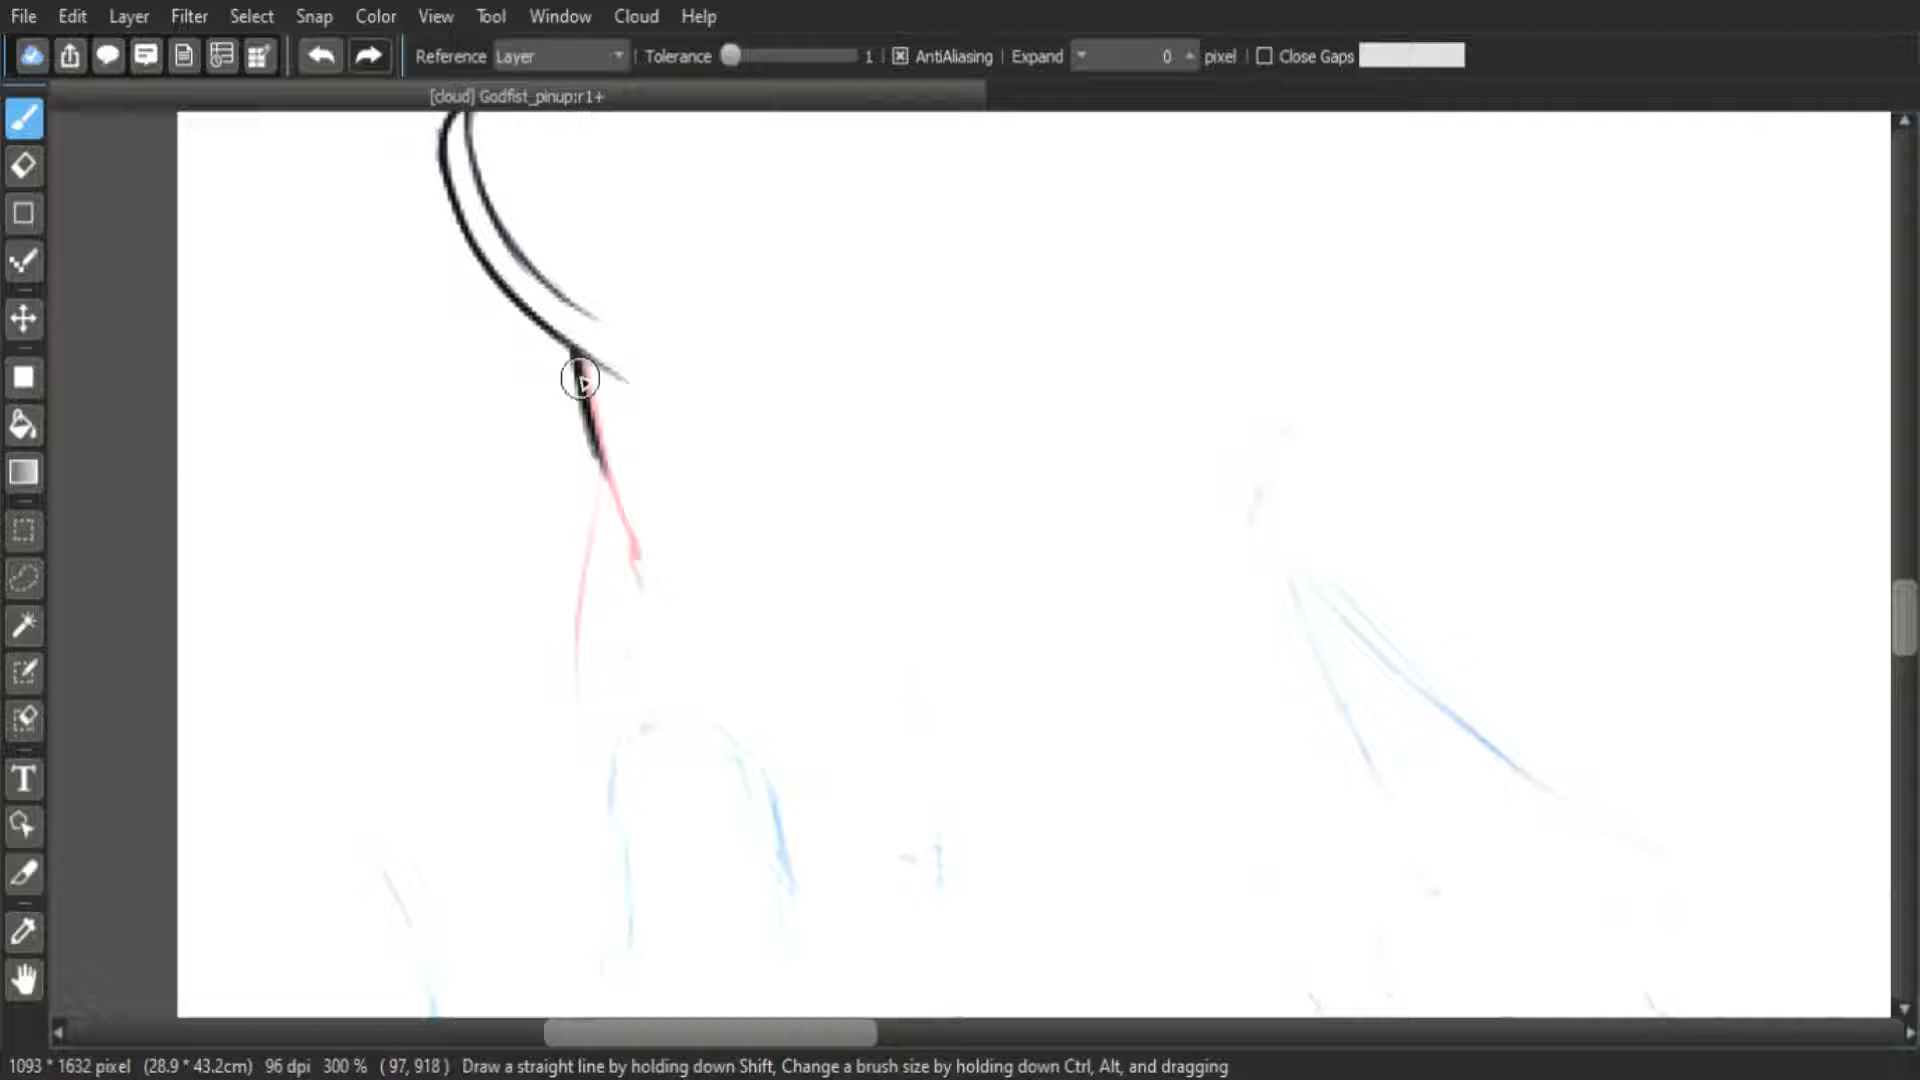 File Edit Layer Filter Select Snap Color View Tool Window Cloud Help
Reference Layer Tolerance 1 AntiAliasing Expand 0 pixel Close Gaps
[cloud] Godfist_pinup:r1+
T
1093 * 1632 pixel (28.9 * 43.2cm) 96 dpi 300 % ( 97, 918 ) Draw a straight line by holding down Shift, Change a brush size by holding down Ctrl, Alt, and dragging